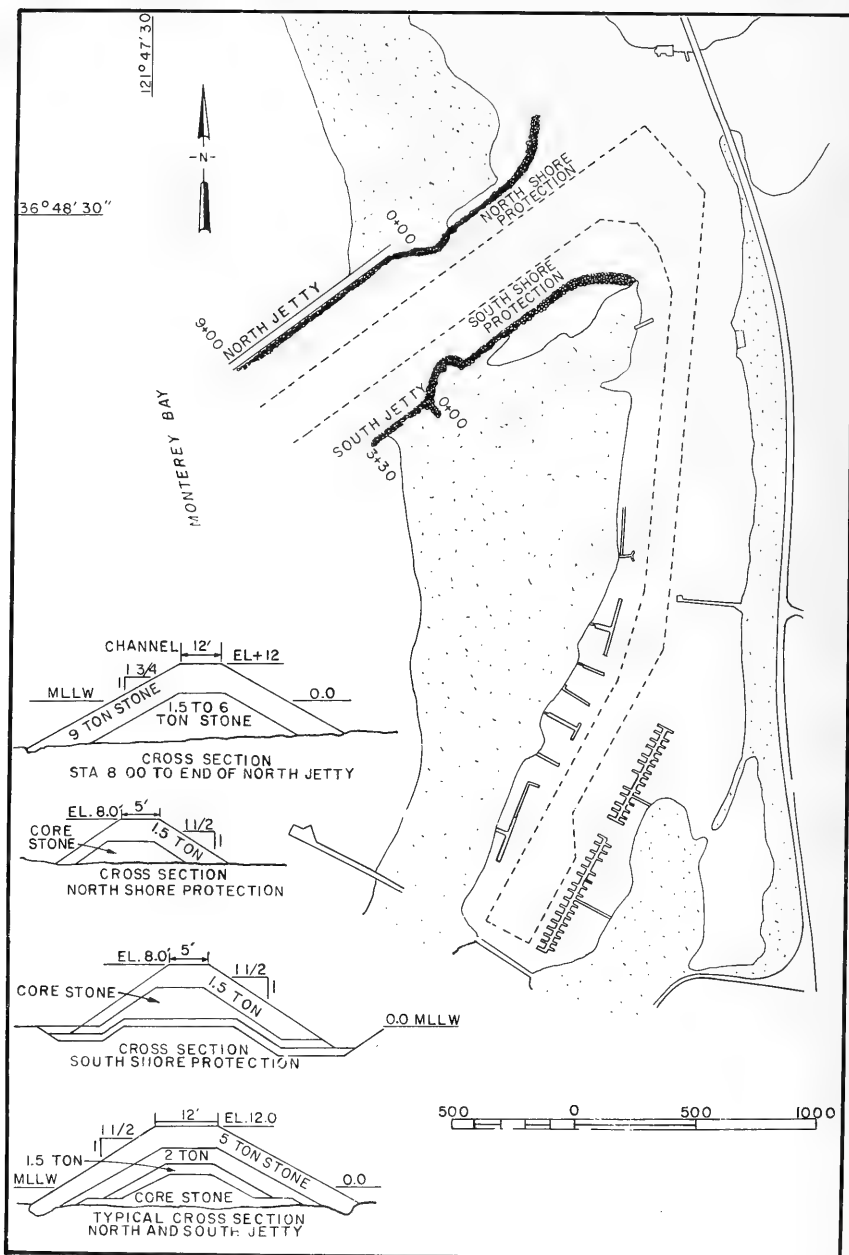 121° 47' 30
-N-
36° 48' 30"
0+00
NORTH SHORE
PROTECTION
NORTH JETTY
9+00
SOUTH SHORE
PROTECTION
SOUTH JETTY
0+00
3+30
MONTEREY BAY
CHANNEL
12'
EL+12
1 3/4
1
MLLW
0.0
9 TON STONE
1.5 TO 6
TON STONE
CROSS SECTION
STA 8 00 TO END OF NORTH JETTY
EL. 8.0'
5'
CORE
STONE
1.5 TON
1 1/2
1
CROSS SECTION
NORTH SHORE PROTECTION
EL. 8.0'
5'
1 1/2
1
CORE STONE
1.5 TON
0.0 MLLW
CROSS SECTION
SOUTH SHORE PROTECTION
500
0
500
1000
12'
EL. 12.0
1 1/2
1
1.5 TON
2 TON
5 TON STONE
MLLW
0.0
CORE STONE
TYPICAL CROSS SECTION
NORTH AND SOUTH JETTY